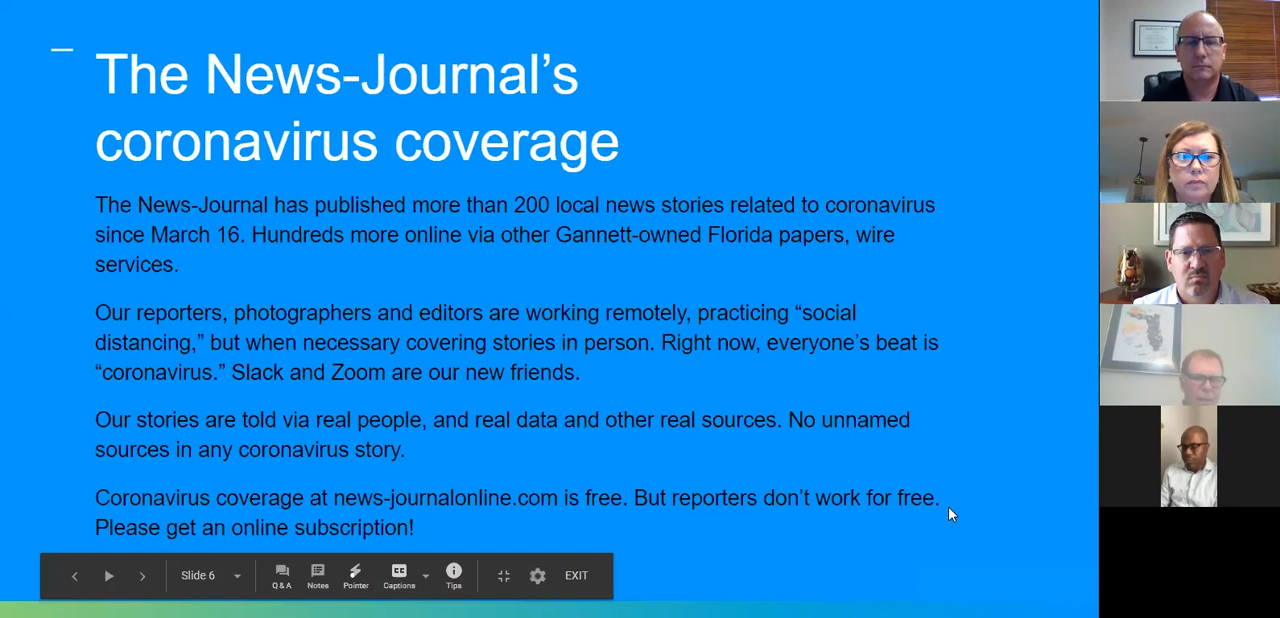 The News-Journal’s
coronavirus coverage
The News-Journal has published more than 200 local news stories related to coronavirus
since March 16. Hundreds more online via other Gannett-owned Florida papers, wire
services.
Our reporters, photographers and editors are working remotely, practicing “social
distancing,” but when necessary covering stories in person. Right now, everyone’s beat is
“coronavirus.” Slack and Zoom are our new friends.
Our stories are told via real people, and real data and other real sources. No unnamed
sources in any coronavirus story.
Coronavirus coverage at news-journalonline.com is free. But reporters don’t work for free.
Please get an online subscription!
Slide 6
Q & A
Notes
Pointer
CC
Captions
Tips
EXIT